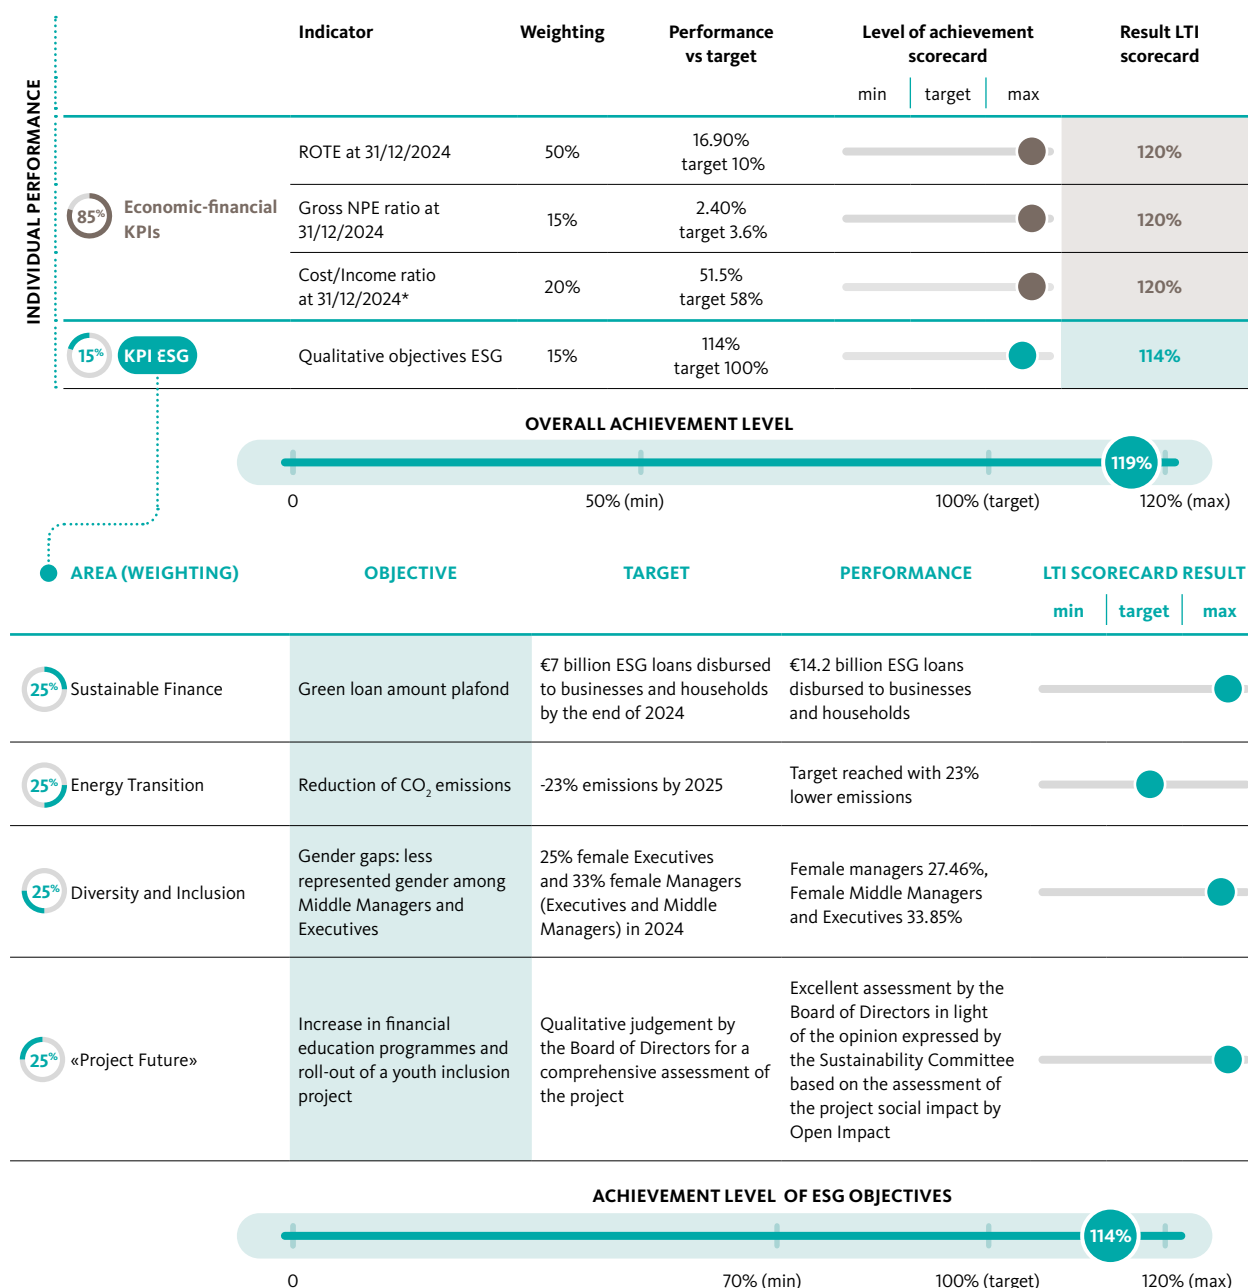 Indicator
Weighting
Performance
vs target
Level of achievement
scorecard
Result LTI
scorecard
min
target
max
INDIVIDUAL PERFORMANCE
85%
Economic-financial
KPIs
ROTE at 31/12/2024
50%
16.90%
target 10%
120%
Gross NPE ratio at
31/12/2024
15%
2.40%
target 3.6%
120%
Cost/Income ratio
at 31/12/2024*
20%
51.5%
target 58%
120%
15%
KPI ESG
Qualitative objectives ESG
15%
114%
target 100%
114%
OVERALL ACHIEVEMENT LEVEL
119%
0
50% (min)
100% (target)
120% (max)
AREA (WEIGHTING)
OBJECTIVE
TARGET
PERFORMANCE
LTI SCORECARD RESULT
min
target
max
25%
Sustainable Finance
Green loan amount plafond
€7 billion ESG loans disbursed
to businesses and households
by the end of 2024
€14.2 billion ESG loans
disbursed to businesses
and households
25%
Energy Transition
Reduction of CO2 emissions
-23% emissions by 2025
Target reached with 23%
lower emissions
25%
Diversity and Inclusion
Gender gaps: less
represented gender among
Middle Managers and
Executives
25% female Executives
and 33% female Managers
(Executives and Middle
Managers) in 2024
Female managers 27.46%,
Female Middle Managers
and Executives 33.85%
25%
«Project Future»
Increase in financial
education programmes and
roll-out of a youth inclusion
project
Qualitative judgement by
the Board of Directors for a
comprehensive assessment of
the project
Excellent assessment by the
Board of Directors in light
of the opinion expressed by
the Sustainability Committee
based on the assessment of
the project social impact by
Open Impact
ACHIEVEMENT LEVEL OF ESG OBJECTIVES
114%
0
70% (min)
100% (target)
120% (max)